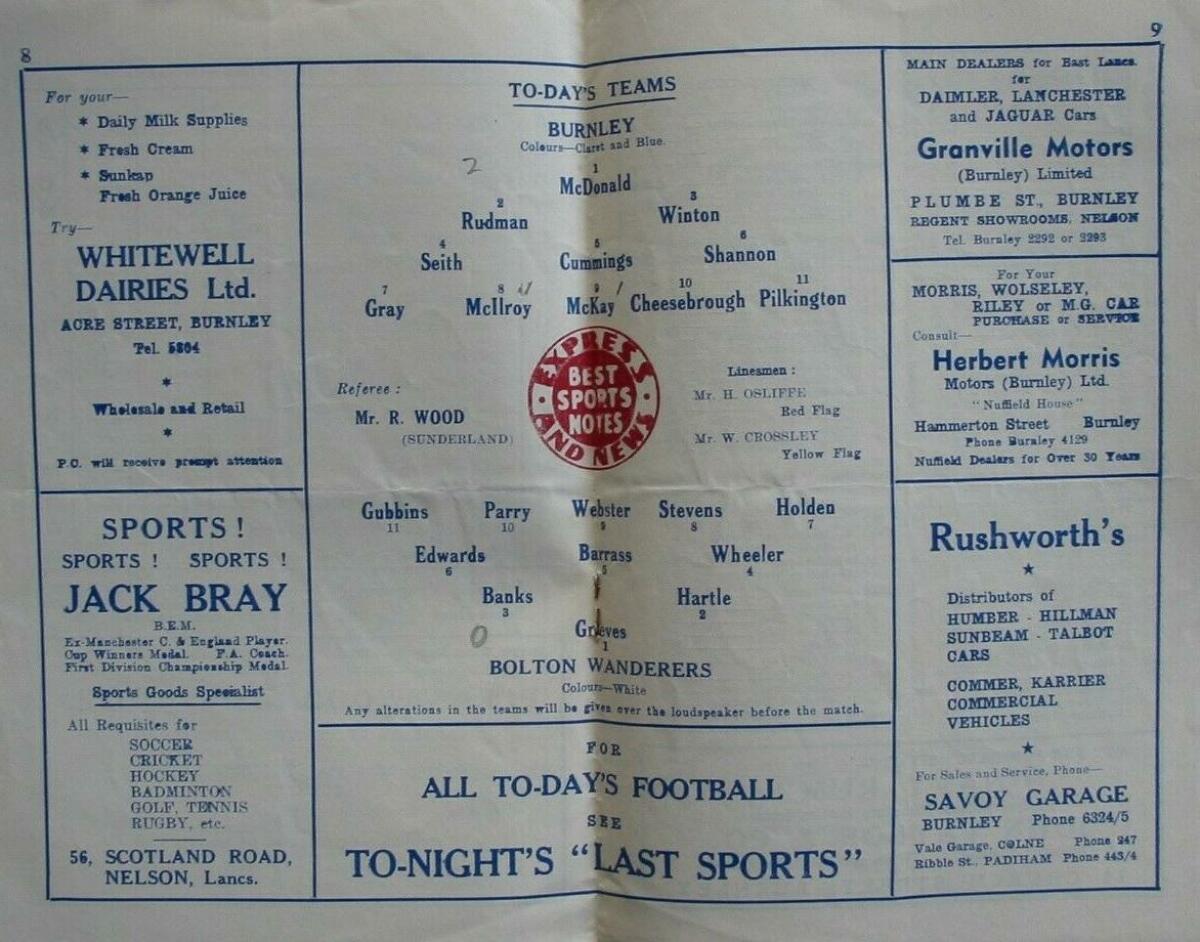 8
9
For your—
* Daily Milk Supplies
* Fresh Cream
* Sunkap
Fresh Orange Juice
Try—
WHITEWELL
DAIRIES Ltd.
ACRE STREET, BURNLEY
Tel. 5804
*
Wholesale and Retail
*
P.C. will receive prompt attention
SPORTS !
SPORTS ! SPORTS !
JACK BRAY
B.E.M.
Ex-Manchester C. & England Player.
Cup Winners Medal. F.A. Coach.
First Division Championship Medal.
Sports Goods Specialist
All Requisites for
SOCCER
CRICKET
HOCKEY
BADMINTON
GOLF, TENNIS
RUGBY, etc.
56, SCOTLAND ROAD,
NELSON, Lancs.
TO-DAY'S TEAMS
BURNLEY
Colours—Claret and Blue.
2
1
McDonald
2 3
Rudman Winton
4 5 6
Seith Cummings Shannon
7 8 9 10 11
Gray McIlroy McKay Cheesebrough Pilkington
EXPRESS
BEST
SPORTS
NOTES
AND NEWS
Referee :
Mr. R. WOOD
(SUNDERLAND)
Linesmen :
Mr. H. OSLIFFE
Red Flag
Mr. W. CROSSLEY
Yellow Flag
Gubbins Parry Webster Stevens Holden
11 10 9 8 7
Edwards Barrass Wheeler
6 5 4
Banks Hartle
3 2
0
Grieves
1
BOLTON WANDERERS
Colours—White
Any alterations in the teams will be given over the loudspeaker before the match.
FOR
ALL TO-DAY'S FOOTBALL
SEE
TO-NIGHT'S "LAST SPORTS"
MAIN DEALERS for East Lancs.
for
DAIMLER, LANCHESTER
and JAGUAR Cars
Granville Motors
(Burnley) Limited
PLUMBE ST., BURNLEY
REGENT SHOWROOMS, NELSON
Tel. Burnley 2292 or 2293
For Your
MORRIS, WOLSELEY,
RILEY or M.G. CAR
PURCHASE or SERVICE
Consult—
Herbert Morris
Motors (Burnley) Ltd.
"Nuffield House"
Hammerton Street Burnley
Phone Burnley 4129
Nuffield Dealers for Over 30 Years
Rushworth's
★
Distributors of
HUMBER - HILLMAN
SUNBEAM - TALBOT
CARS
COMMER, KARRIER
COMMERCIAL
VEHICLES
★
For Sales and Service, Phone—
SAVOY GARAGE
BURNLEY Phone 6324/5
Vale Garage, COLNE Phone 247
Ribble St., PADIHAM Phone 443/4